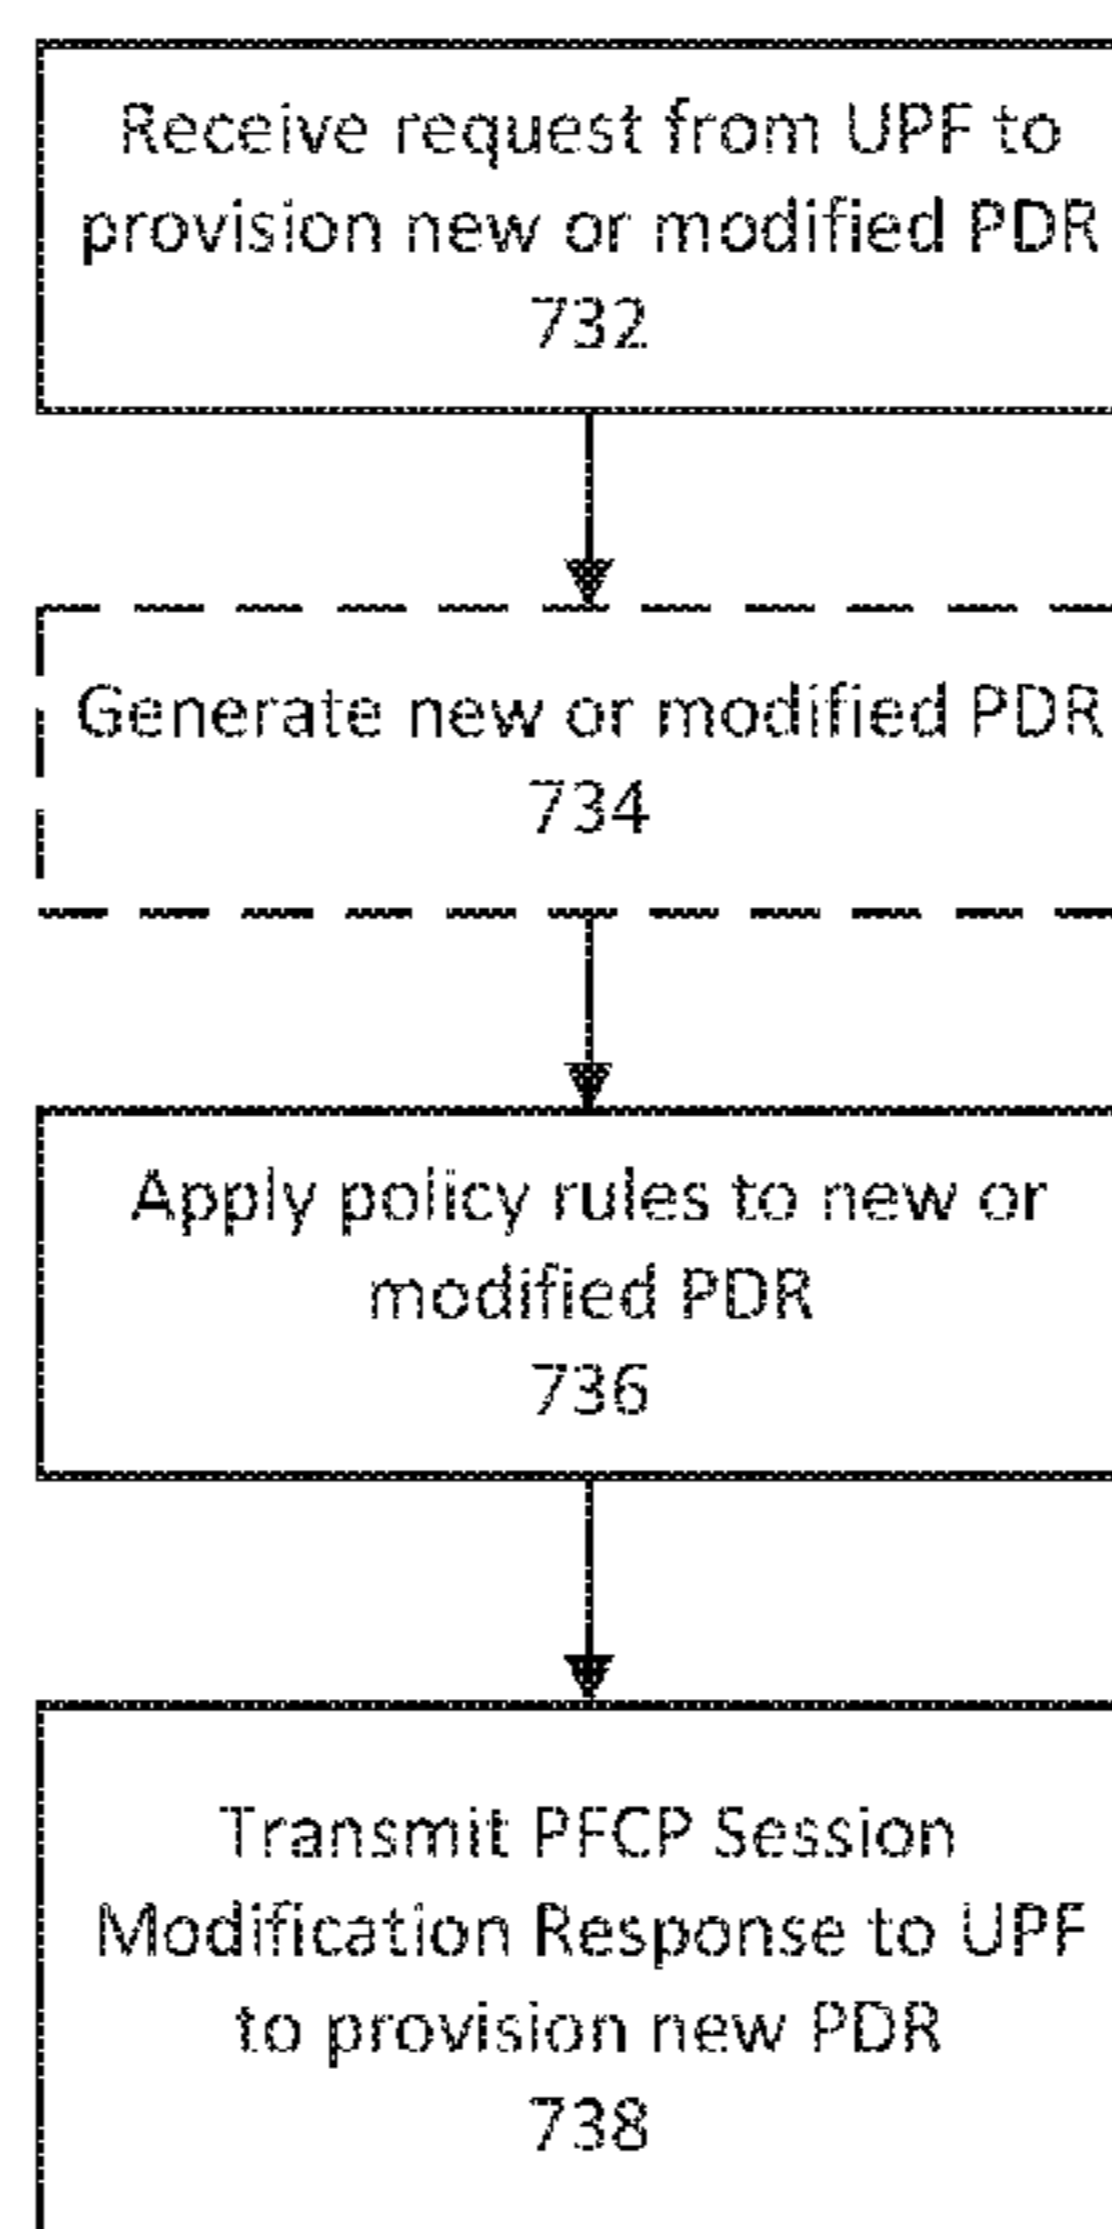 Receive request from UPF to
provision new or modified PDR
732
Generate new or modified PDR
734
Apply policy rules to new or
modified PDR
736
Transmit PFCP Session
Modification Response to UPF
to provision new PDR
738